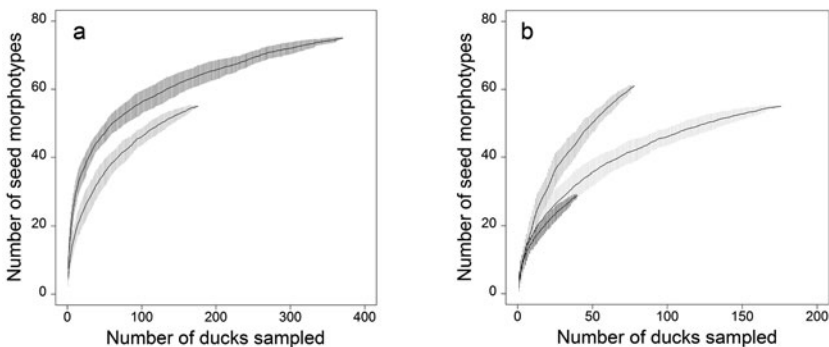 a
80
60
40
20
0
Number of seed morphotypes
0 100 200 300 400
Number of ducks sampled
b
80
60
40
20
0
Number of seed morphotypes
0 50 100 150 200
Number of ducks sampled